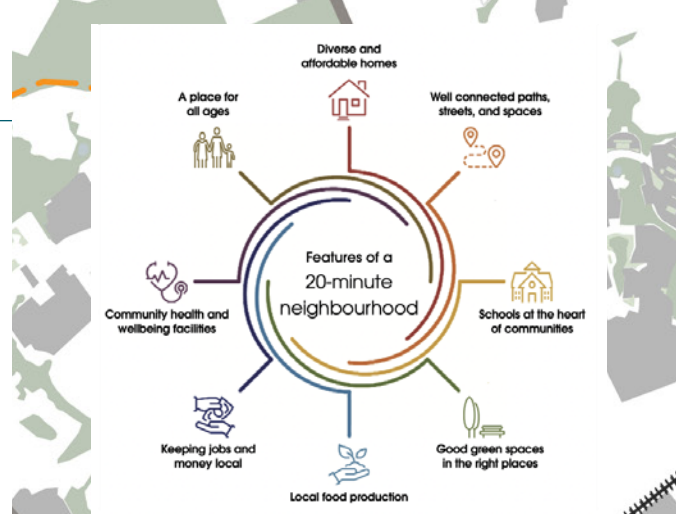 Diverse and
affordable homes
A place for
all ages
Well connected paths,
streets, and spaces
Features of a
20-minute
neighbourhood
Community health and
wellbeing facilities
Schools at the heart
of communities
Keeping jobs and
money local
Good green spaces
in the right places
Local food production